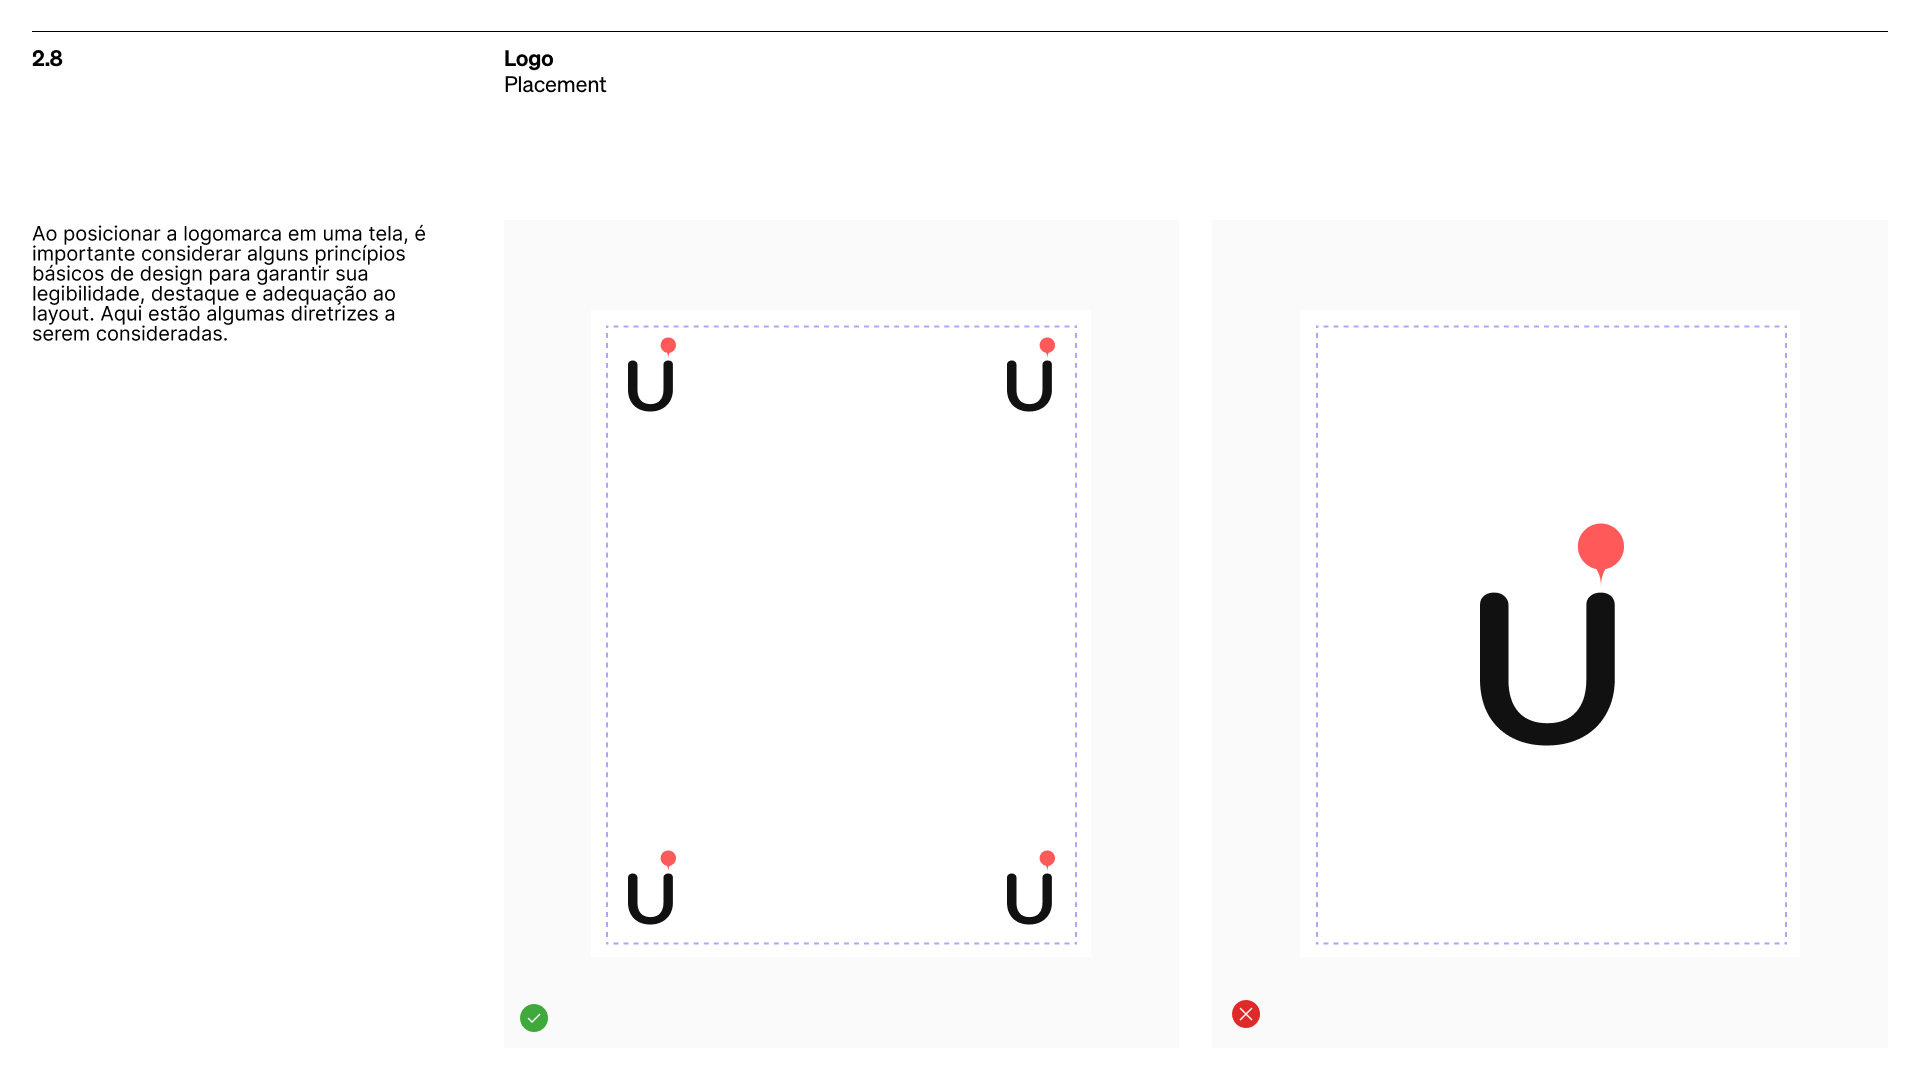 2.8
Logo
Placement
Ao posicionar a logomarca em uma tela, é
importante considerar alguns princípios
básicos de design para garantir sua
legibilidade, destaque e adequação ao
layout. Aqui estão algumas diretrizes a
serem consideradas.
U
U
U
U
U